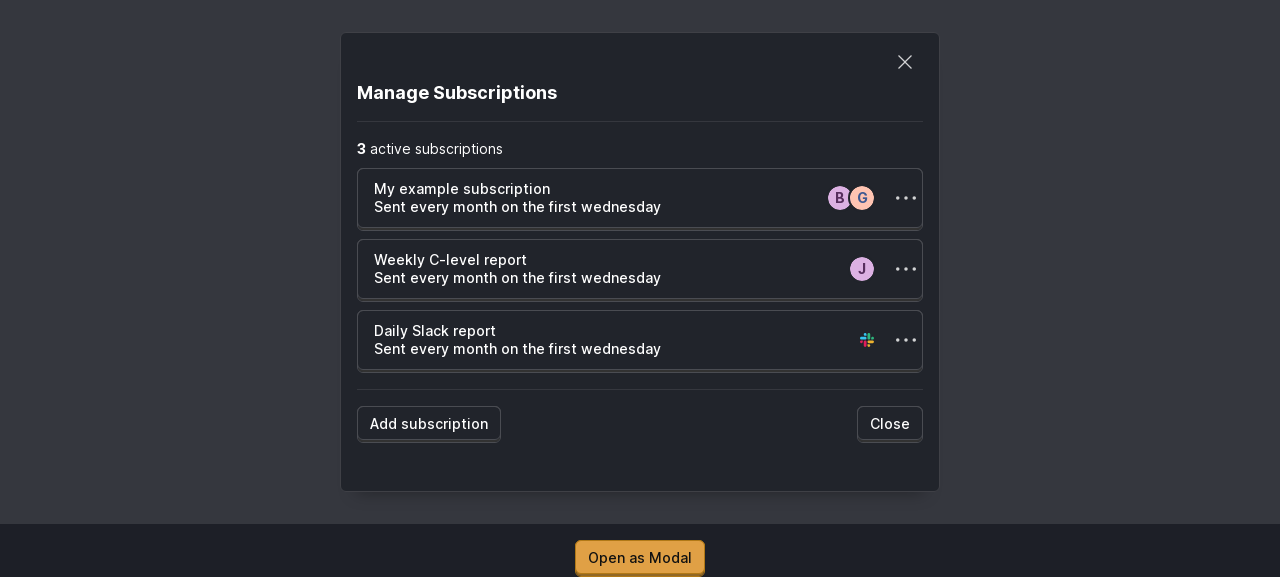 Manage Subscriptions
3 active subscriptions
My example subscription
Sent every month on the first wednesday
B G
Weekly C-level report
Sent every month on the first wednesday
J
Daily Slack report
Sent every month on the first wednesday
Add subscription
Close
Open as Modal